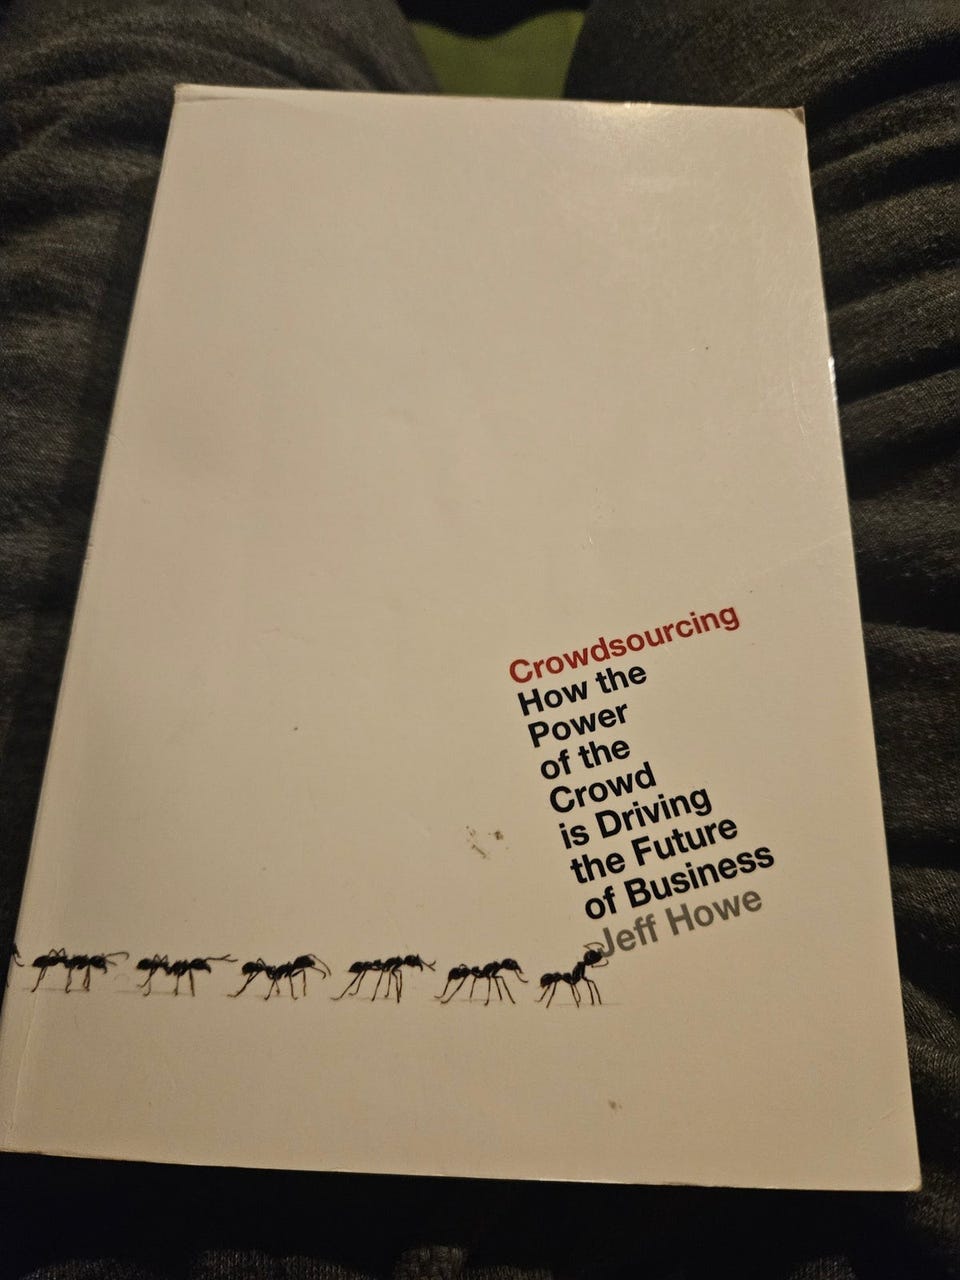 Crowdsourcing
How the
Power
of the
Crowd
is Driving
the Future
of Business
Jeff Howe